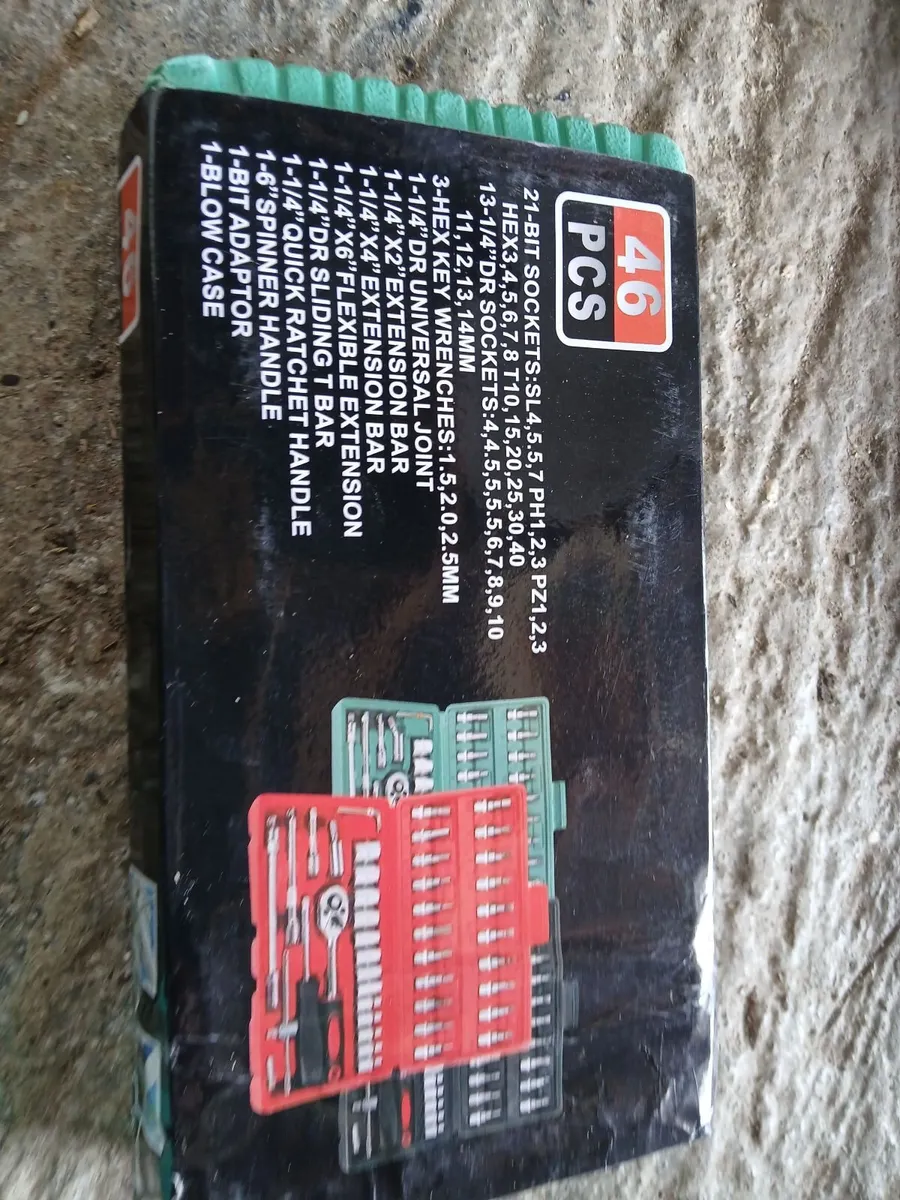 46
PCS
21-BIT SOCKETS:SL4,5.5,7 PH1,2,3 PZ1,2,3
HEX3,4,5,6,7,8 T10,15,20,25,30,40
13-1/4"DR SOCKETS:4,4.5,5,5.5,6,7,8,9,10
11,12,13,14MM
3-HEX KEY WRENCHES:1.5,2.0,2.5MM
1-1/4"DR UNIVERSAL JOINT
1-1/4"X2"EXTENSION BAR
1-1/4"X4"EXTENSION BAR
1-1/4"X6"FLEXIBLE EXTENSION
1-1/4"DR SLIDING T BAR
1-1/4"QUICK RATCHET HANDLE
1-6"SPINNER HANDLE
1-BIT ADAPTOR
1-BLOW CASE
46